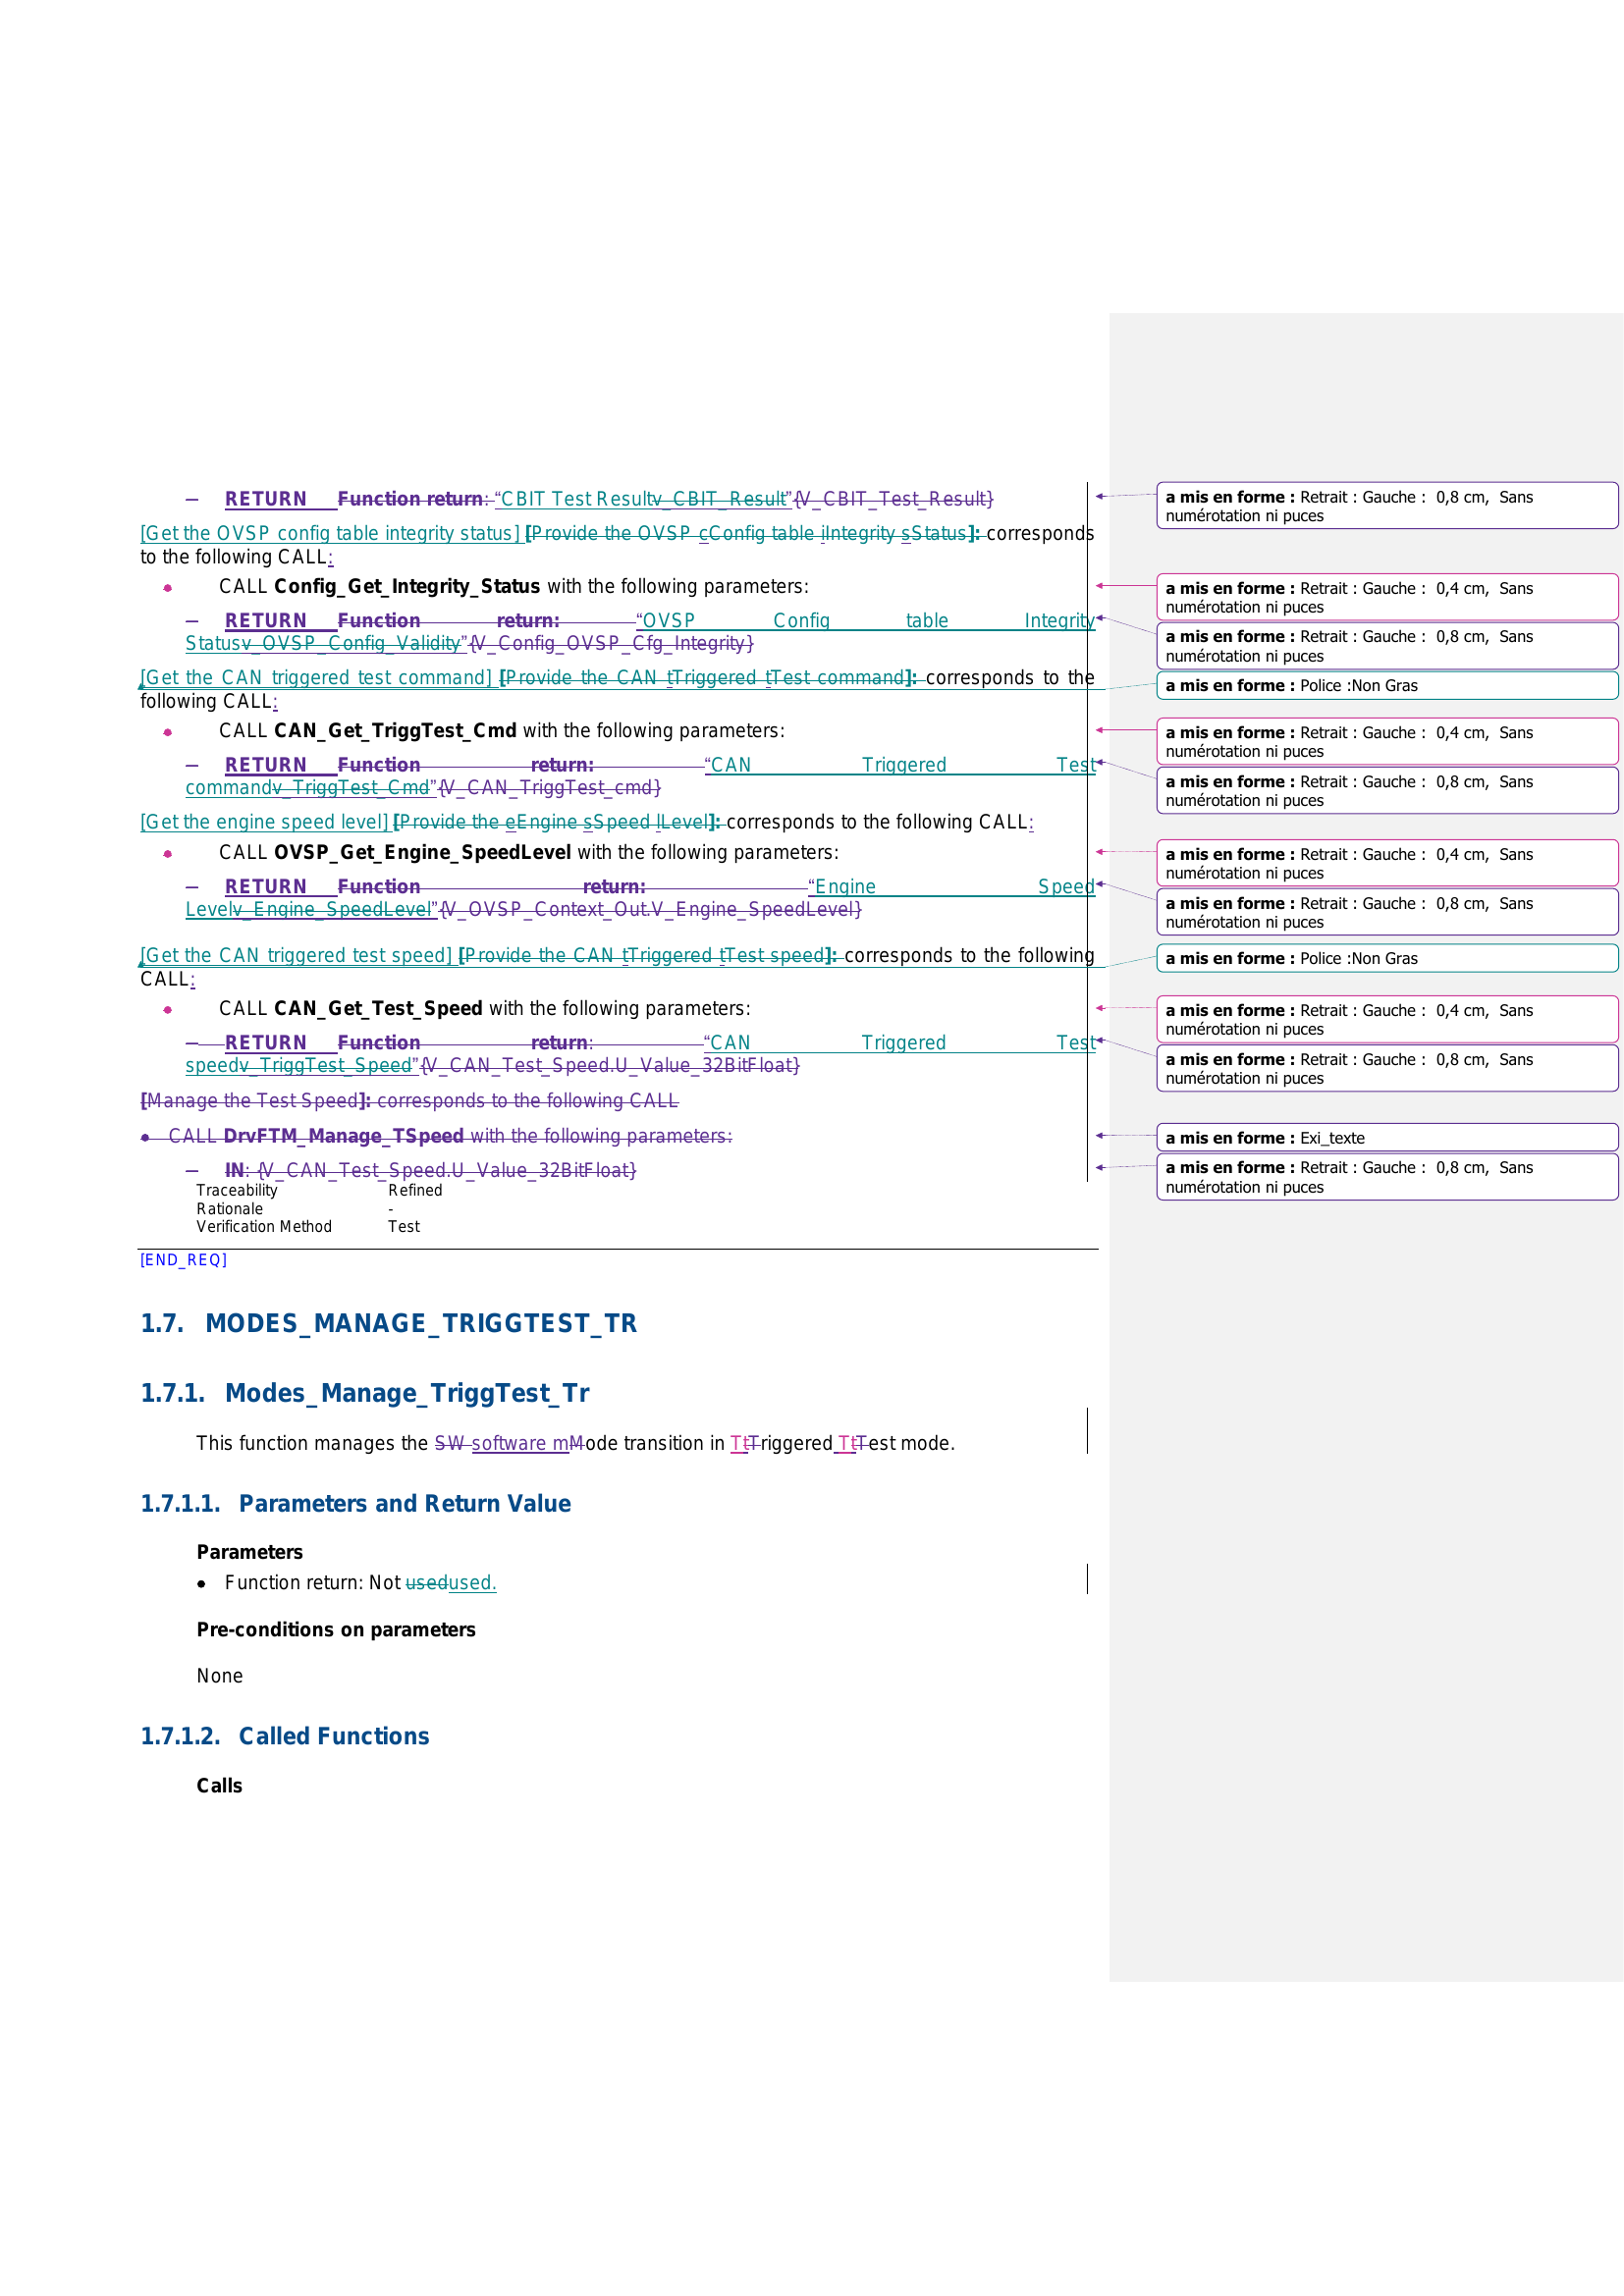 — RETURN Function return: “CBIT Test Resultv_CBIT_Result”{V_CBIT_Test_Result}
[Get the OVSP config table integrity status] [Provide the OVSP cConfig table iIntegrity sStatus]: corresponds
to the following CALL:
● CALL Config_Get_Integrity_Status with the following parameters:
— RETURN Function return: “OVSP Config table Integrity
Statusv_OVSP_Config_Validity”{V_Config_OVSP_Cfg_Integrity}
[Get the CAN triggered test command] [Provide the CAN tTriggered tTest command]: corresponds to the
following CALL:
● CALL CAN_Get_TriggTest_Cmd with the following parameters:
— RETURN Function return: “CAN Triggered Test
commandv_TriggTest_Cmd”{V_CAN_TriggTest_cmd}
[Get the engine speed level] [Provide the eEngine sSpeed lLevel]: corresponds to the following CALL:
● CALL OVSP_Get_Engine_SpeedLevel with the following parameters:
— RETURN Function return: “Engine Speed
Levelv_Engine_SpeedLevel”{V_OVSP_Context_Out.V_Engine_SpeedLevel}
[Get the CAN triggered test speed] [Provide the CAN tTriggered tTest speed]: corresponds to the following
CALL:
● CALL CAN_Get_Test_Speed with the following parameters:
— RETURN Function return: “CAN Triggered Test
speedv_TriggTest_Speed”{V_CAN_Test_Speed.U_Value_32BitFloat}
[Manage the Test Speed]: corresponds to the following CALL
● CALL DrvFTM_Manage_TSpeed with the following parameters:
— IN: {V_CAN_Test_Speed.U_Value_32BitFloat}
Traceability Refined
Rationale -
Verification Method Test
[END_REQ]
1.7. MODES_MANAGE_TRIGGTEST_TR
1.7.1. Modes_Manage_TriggTest_Tr
This function manages the SW software mMode transition in TtTriggered TtTest mode.
1.7.1.1. Parameters and Return Value
Parameters
● Function return: Not usedused.
Pre-conditions on parameters
None
1.7.1.2. Called Functions
Calls
a mis en forme : Retrait : Gauche : 0,8 cm, Sans
numérotation ni puces
a mis en forme : Retrait : Gauche : 0,4 cm, Sans
numérotation ni puces
a mis en forme : Retrait : Gauche : 0,8 cm, Sans
numérotation ni puces
a mis en forme : Police :Non Gras
a mis en forme : Retrait : Gauche : 0,4 cm, Sans
numérotation ni puces
a mis en forme : Retrait : Gauche : 0,8 cm, Sans
numérotation ni puces
a mis en forme : Retrait : Gauche : 0,4 cm, Sans
numérotation ni puces
a mis en forme : Retrait : Gauche : 0,8 cm, Sans
numérotation ni puces
a mis en forme : Police :Non Gras
a mis en forme : Retrait : Gauche : 0,4 cm, Sans
numérotation ni puces
a mis en forme : Retrait : Gauche : 0,8 cm, Sans
numérotation ni puces
a mis en forme : Exi_texte
a mis en forme : Retrait : Gauche : 0,8 cm, Sans
numérotation ni puces